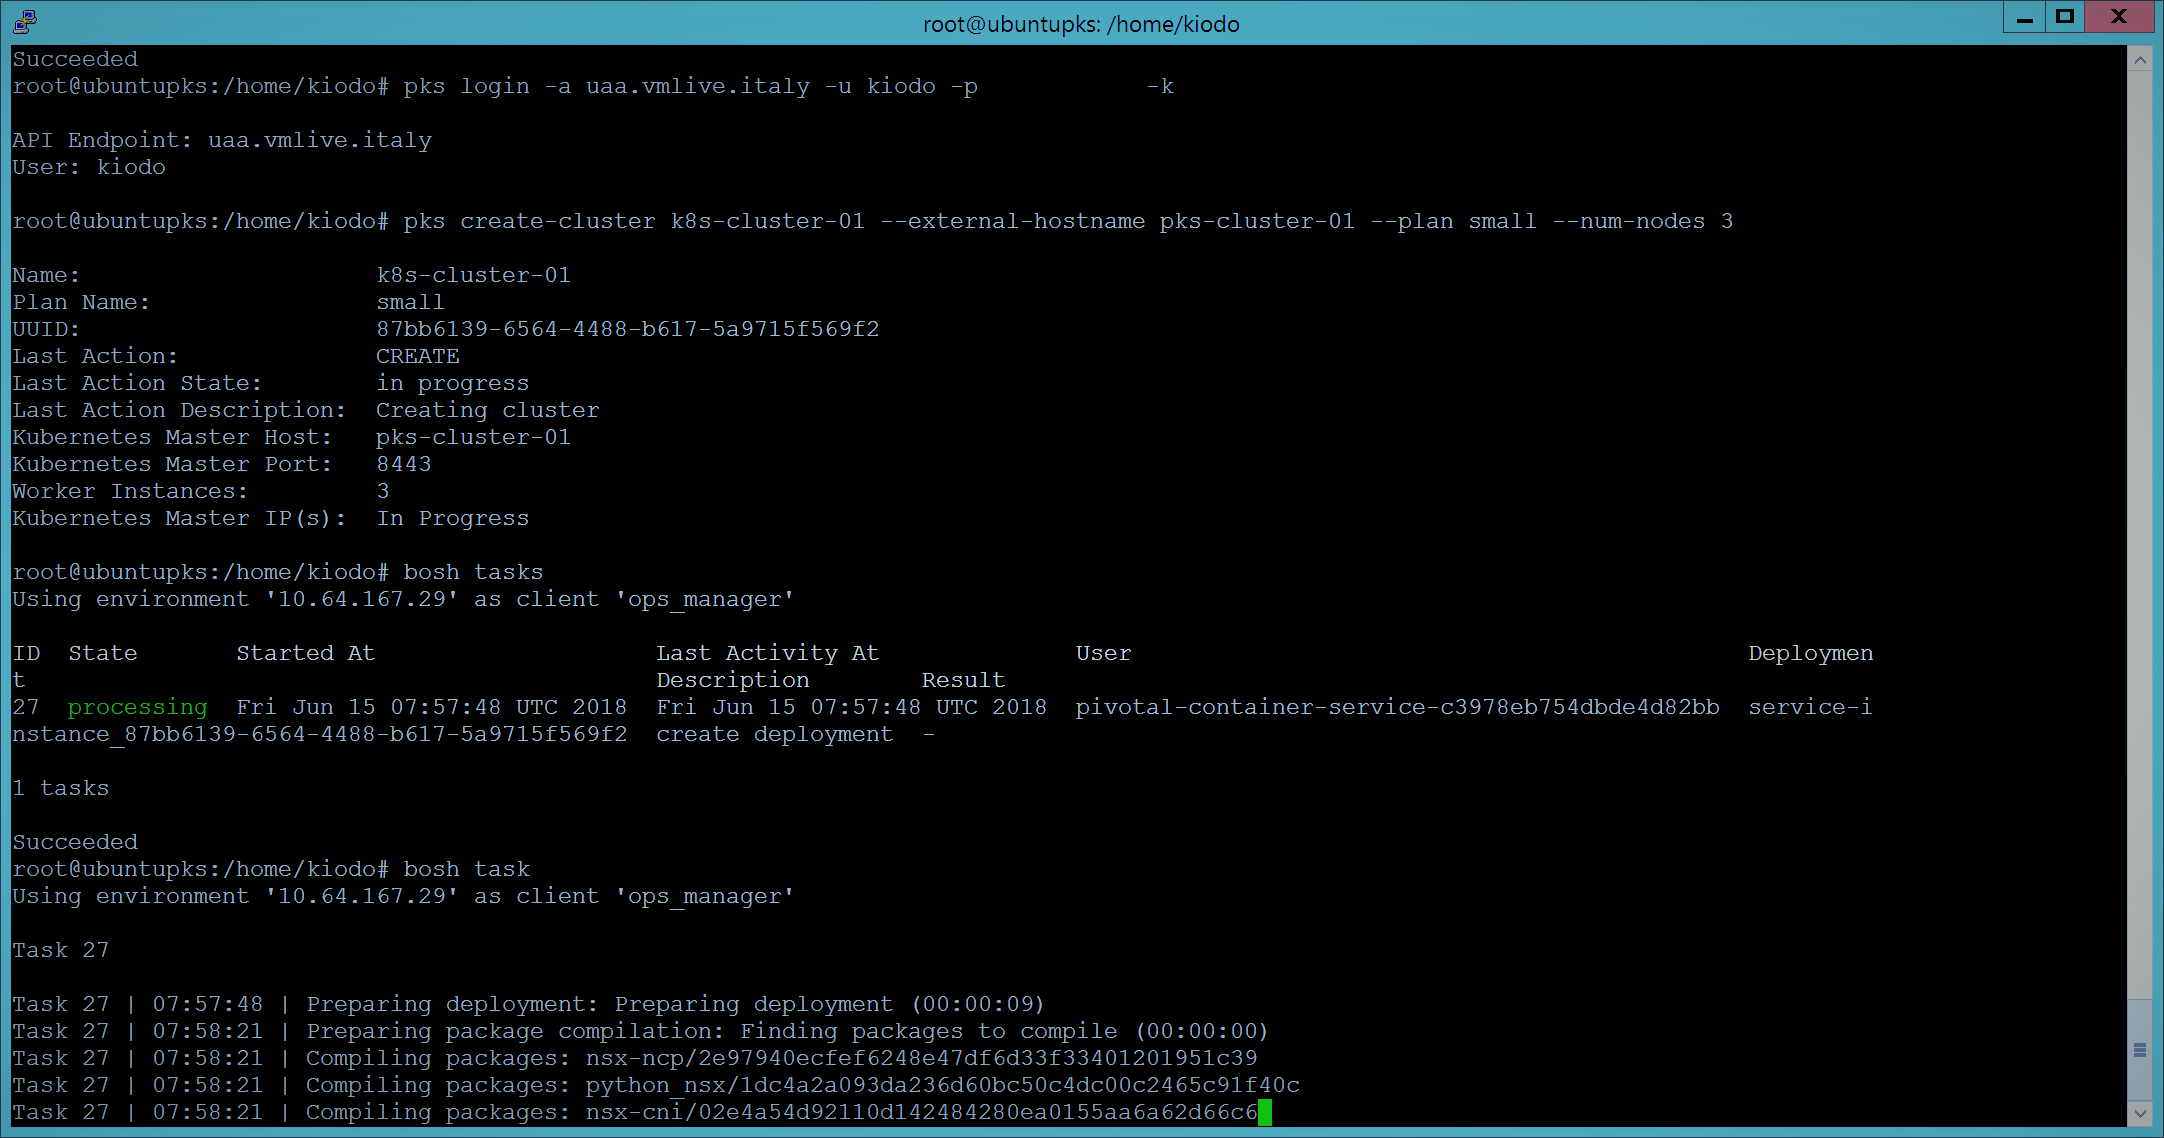 root@ubuntupks: /home/kiodo
Succeeded
root@ubuntupks:/home/kiodo# pks login -a uaa.vmlive.italy -u kiodo -p            -k
API Endpoint: uaa.vmlive.italy
User: kiodo
root@ubuntupks:/home/kiodo# pks create-cluster k8s-cluster-01 --external-hostname pks-cluster-01 --plan small --num-nodes 3
Name:                     k8s-cluster-01
Plan Name:                small
UUID:                     87bb6139-6564-4488-b617-5a9715f569f2
Last Action:              CREATE
Last Action State:        in progress
Last Action Description:  Creating cluster
Kubernetes Master Host:   pks-cluster-01
Kubernetes Master Port:   8443
Worker Instances:         3
Kubernetes Master IP(s):  In Progress
root@ubuntupks:/home/kiodo# bosh tasks
Using environment '10.64.167.29' as client 'ops_manager'
ID  State       Started At                    Last Activity At              User                                            Deploymen
t                                             Description        Result
27  processing  Fri Jun 15 07:57:48 UTC 2018  Fri Jun 15 07:57:48 UTC 2018  pivotal-container-service-c3978eb754dbde4d82bb  service-i
nstance_87bb6139-6564-4488-b617-5a9715f569f2  create deployment  -
1 tasks
Succeeded
root@ubuntupks:/home/kiodo# bosh task
Using environment '10.64.167.29' as client 'ops_manager'
Task 27
Task 27 | 07:57:48 | Preparing deployment: Preparing deployment (00:00:09)
Task 27 | 07:58:21 | Preparing package compilation: Finding packages to compile (00:00:00)
Task 27 | 07:58:21 | Compiling packages: nsx-ncp/2e97940ecfef6248e47df6d33f33401201951c39
Task 27 | 07:58:21 | Compiling packages: python_nsx/1dc4a2a093da236d60bc50c4dc00c2465c91f40c
Task 27 | 07:58:21 | Compiling packages: nsx-cni/02e4a54d92110d142484280ea0155aa6a62d66c6